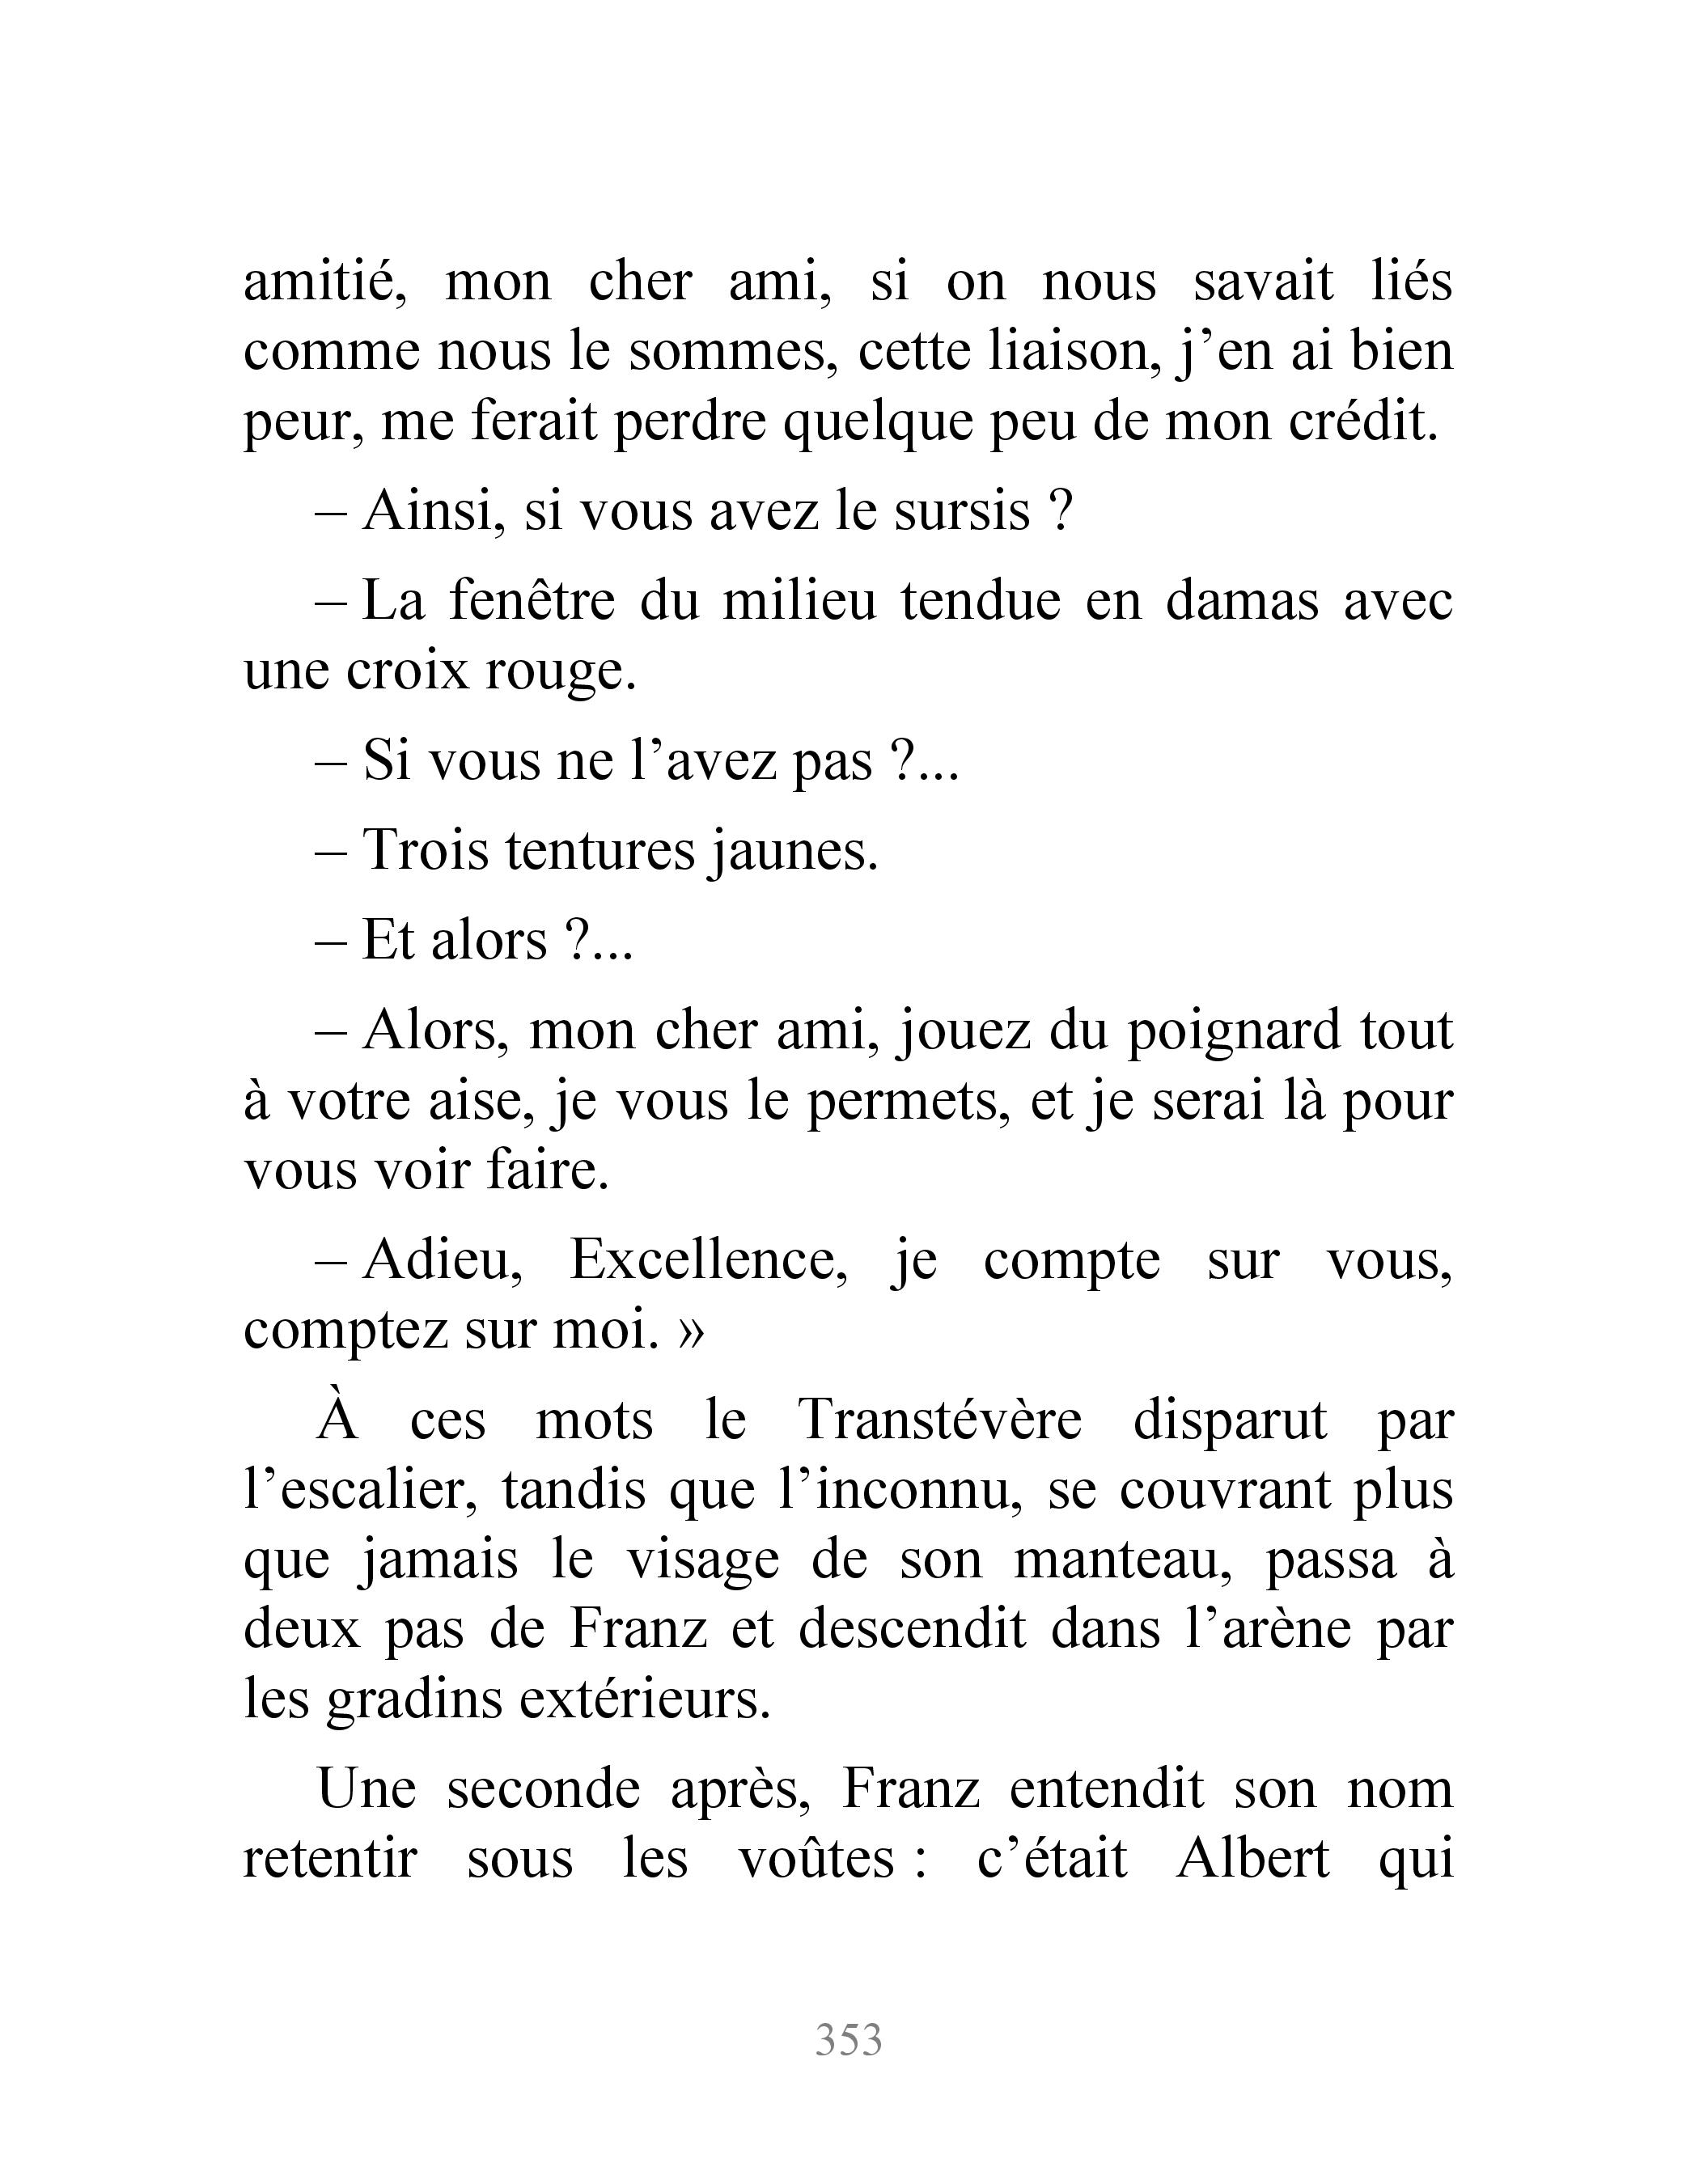 amitié, mon cher ami, si on nous savait liés
comme nous le sommes, cette liaison, j’en ai bien
peur, me ferait perdre quelque peu de mon crédit.
– Ainsi, si vous avez le sursis ?
– La fenêtre du milieu tendue en damas avec
une croix rouge.
– Si vous ne l’avez pas ?...
– Trois tentures jaunes.
– Et alors ?...
– Alors, mon cher ami, jouez du poignard tout
à votre aise, je vous le permets, et je serai là pour
vous voir faire.
– Adieu, Excellence, je compte sur vous,
comptez sur moi. »
À ces mots le Transtévère disparut par
l’escalier, tandis que l’inconnu, se couvrant plus
que jamais le visage de son manteau, passa à
deux pas de Franz et descendit dans l’arène par
les gradins extérieurs.
Une seconde après, Franz entendit son nom
retentir sous les voûtes : c’était Albert qui
353